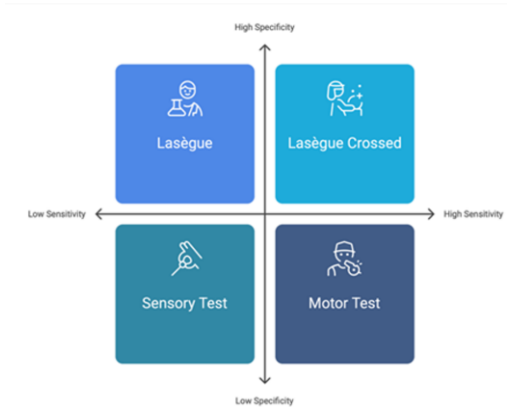 High Specificity
Lasègue
Lasègue Crossed
Low Sensitivity
High Sensitivity
Sensory Test
Motor Test
Low Specificity